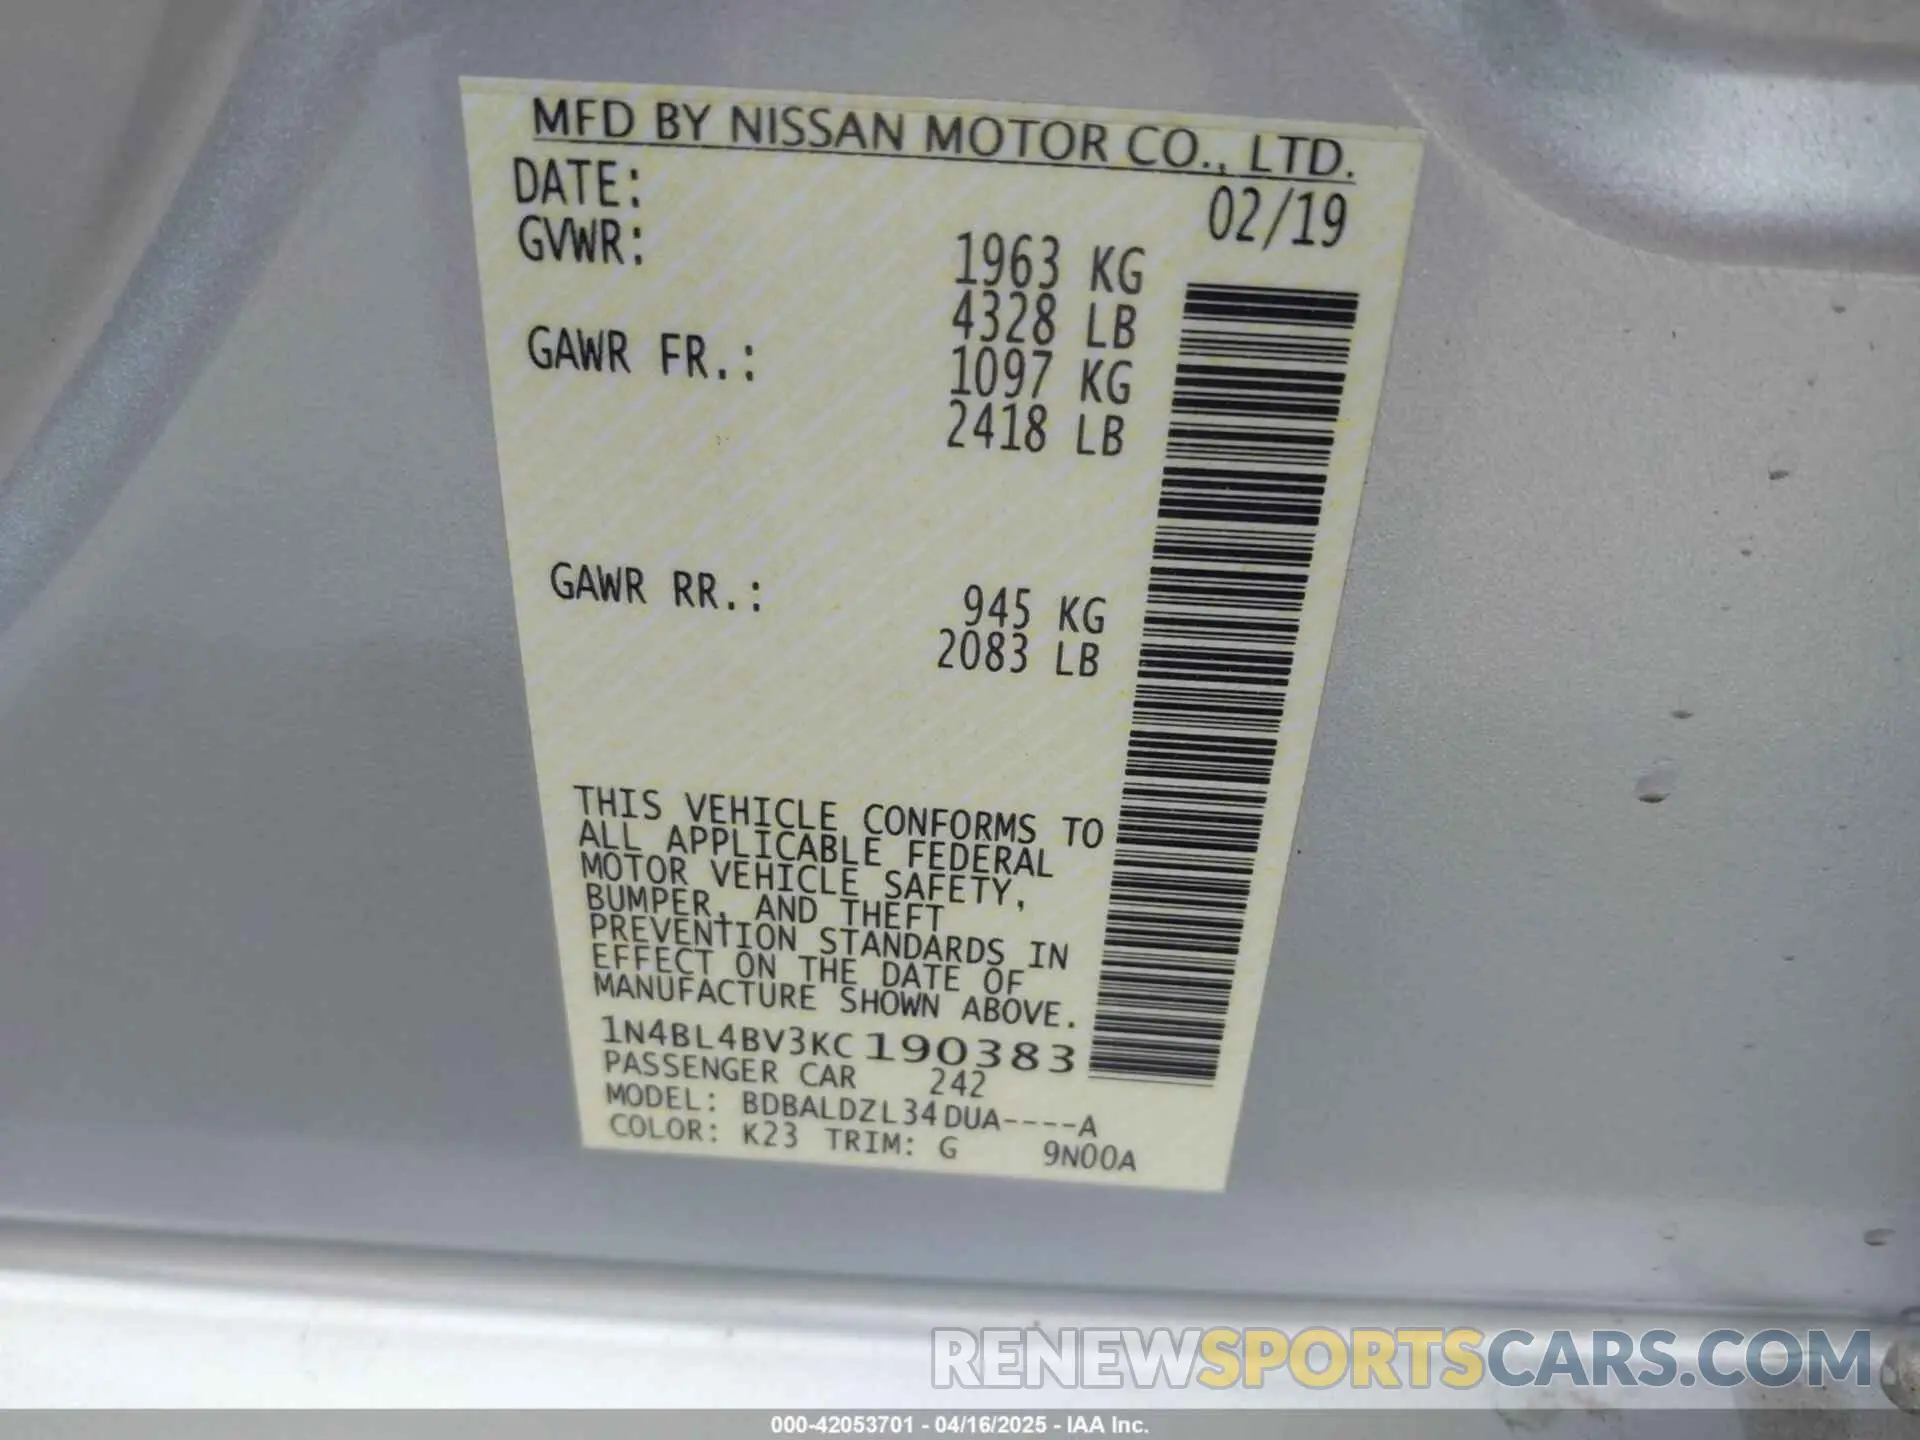 MFD BY NISSAN MOTOR CO., LTD.
DATE: 02/19
GVWR: 1963 KG
4328 LB
GAWR FR.: 1097 KG
2418 LB
GAWR RR.: 945 KG
2083 LB
THIS VEHICLE CONFORMS TO
ALL APPLICABLE FEDERAL
MOTOR VEHICLE SAFETY,
BUMPER, AND THEFT
PREVENTION STANDARDS IN
EFFECT ON THE DATE OF
MANUFACTURE SHOWN ABOVE.
1N4BL4BV3KC190383
PASSENGER CAR 242
MODEL: BDBALDZL34DUA----A
COLOR: K23 TRIM: G 9N00A
RENEWSPORTSCARS.COM
000-42053701 - 04/16/2025 - IAA Inc.